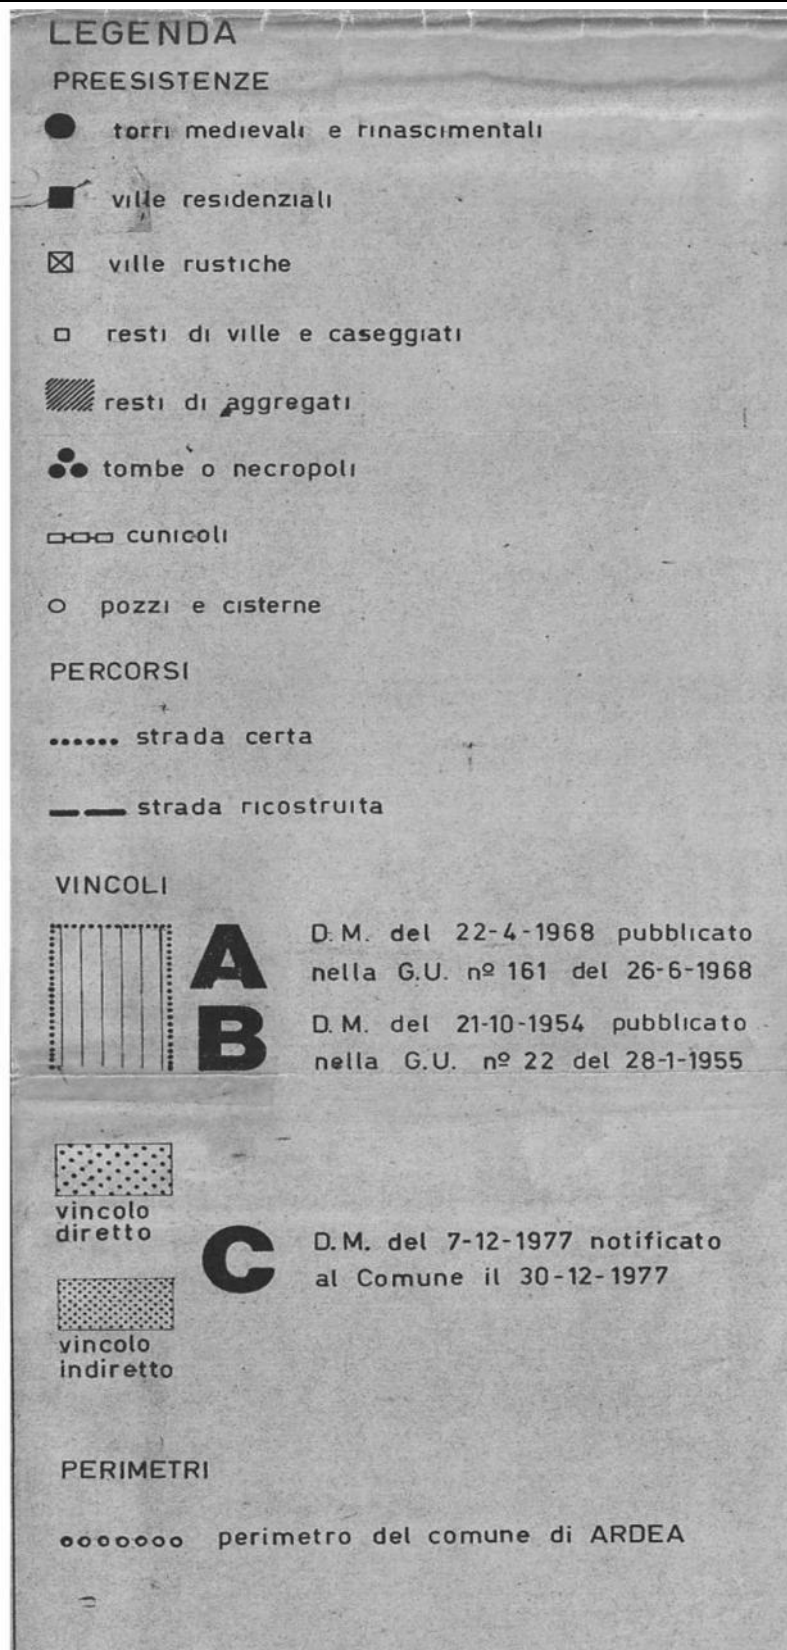 LEGENDA
PREESISTENZE
torri medievali e rinascimentali
ville residenziali
ville rustiche
resti di ville e caseggiati
resti di aggregati
tombe o necropoli
cunicoli
pozzi e cisterne
PERCORSI
strada certa
strada ricostruita
VINCOLI
A
D.M. del 22-4-1968 pubblicato
nella G.U. nº 161 del 26-6-1968
B
D.M. del 21-10-1954 pubblicato
nella G.U. nº 22 del 28-1-1955
vincolo
diretto
C
D.M. del 7-12-1977 notificato
al Comune il 30-12-1977
vincolo
indiretto
PERIMETRI
perimetro del comune di ARDEA